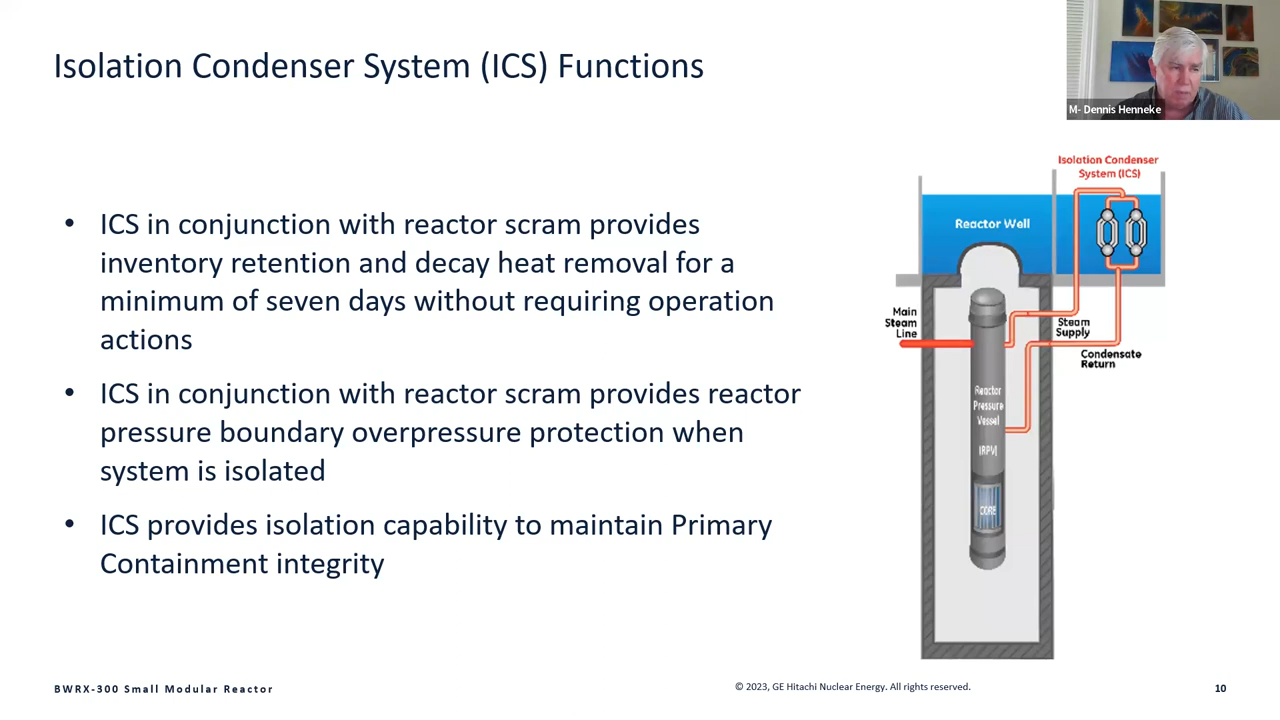 Isolation Condenser System (ICS) Functions
M- Dennis Henneke
• ICS in conjunction with reactor scram provides
inventory retention and decay heat removal for a
minimum of seven days without requiring operation
actions
• ICS in conjunction with reactor scram provides reactor
pressure boundary overpressure protection when
system is isolated
• ICS provides isolation capability to maintain Primary
Containment integrity
Isolation Condenser
System (ICS)
Reactor Well
Main
Steam
Line
Steam
Supply
Condensate
Return
Reactor
Pressure
Vessel
(RPV)
CORE
BWRX-300 Small Modular Reactor
© 2023, GE Hitachi Nuclear Energy. All rights reserved.
10